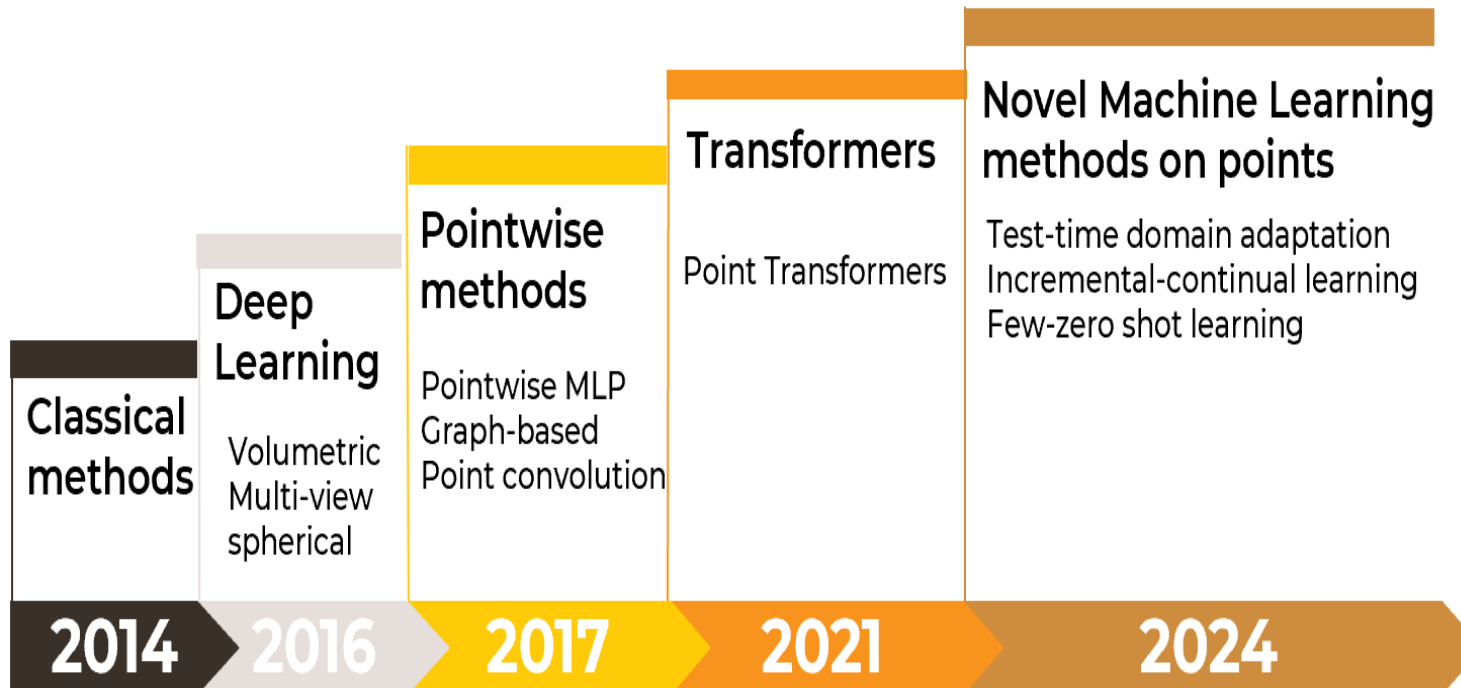 Classical
methods
2014
Deep
Learning
Volumetric
Multi-view
spherical
2016
Pointwise
methods
Pointwise MLP
Graph-based
Point convolution
2017
Transformers
Point Transformers
2021
Novel Machine Learning
methods on points
Test-time domain adaptation
Incremental-continual learning
Few-zero shot learning
2024